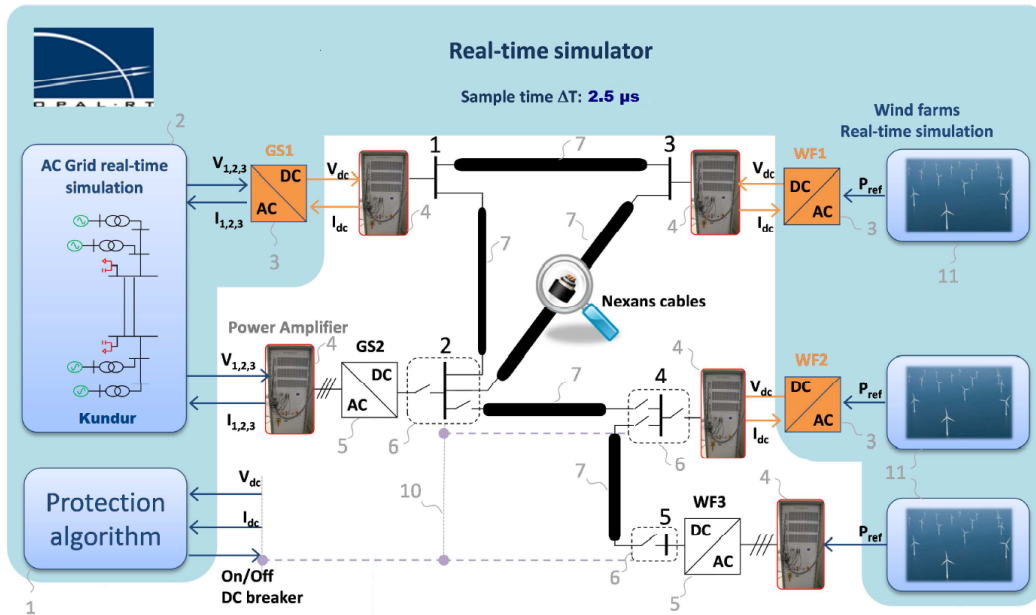 OPAL-RT
Real-time simulator
Sample time ΔT: 2.5 µs
2
AC Grid real-time
simulation
Kundur
V1,2,3
I1,2,3
GS1
DC
AC
3
Vdc
Idc
4
1
7
3
4
Vdc
Idc
WF1
DC
AC
3
Pref
Wind farms
Real-time simulation
11
7
7
Nexans cables
Power Amplifier
4
V1,2,3
I1,2,3
GS2
DC
AC
5
2
6
7
4
6
4
Vdc
Idc
WF2
DC
AC
3
Pref
11
Protection
algorithm
1
Vdc
Idc
On/Off
DC breaker
10
7
5
6
WF3
DC
AC
5
4
Pref